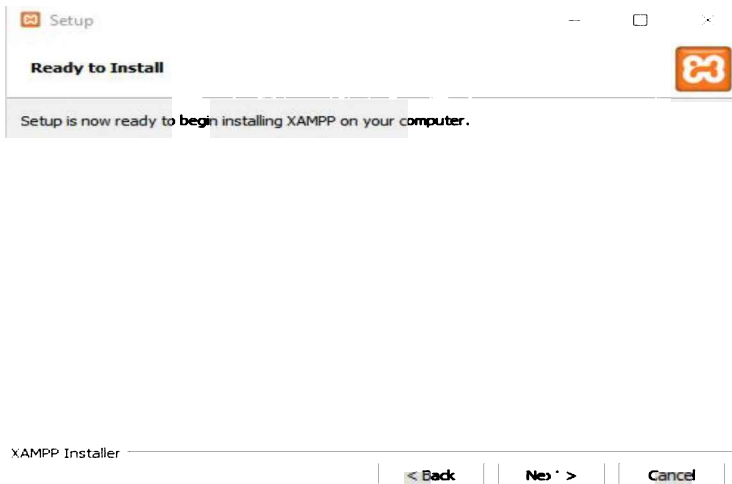 Setup
Ready to Install
Setup is now ready to begin installing XAMPP on your computer.
XAMPP Installer
< Back Next > Cancel